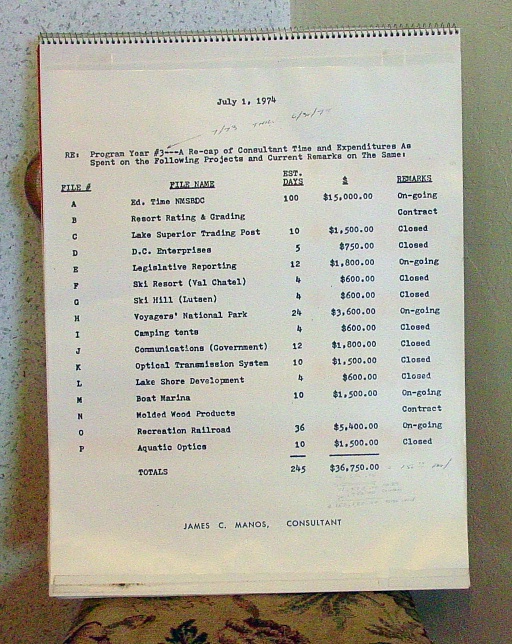 July 1, 1974
7/73 THRU 6/3/74
RE: Program Year #3---A Re-cap of Consultant Time and Expenditures As
Spent on the Following Projects and Current Remarks on The Same:
FILE # FILE NAME EST. DAYS $ REMARKS
A Ed. Time NMSBDC 100 $15,000.00 On-going
B Resort Rating & Grading Contract
C Lake Superior Trading Post 10 $1,500.00 Closed
D D.C. Enterprises 5 $750.00 Closed
E Legislative Reporting 12 $1,800.00 On-going
F Ski Resort (Val Chatel) 4 $600.00 Closed
G Ski Hill (Lutsen) 4 $600.00 Closed
H Voyagers' National Park 24 $3,600.00 On-going
I Camping tents 4 $600.00 Closed
J Communications (Government) 12 $1,800.00 Closed
K Optical Transmission System 10 $1,500.00 Closed
L Lake Shore Development 4 $600.00 Closed
M Boat Marina 10 $1,500.00 On-going
N Molded Wood Products Contract
O Recreation Railroad 36 $5,400.00 On-going
P Aquatic Optics 10 $1,500.00 Closed
TOTALS 245 $36,750.00
JAMES C. MANOS, CONSULTANT